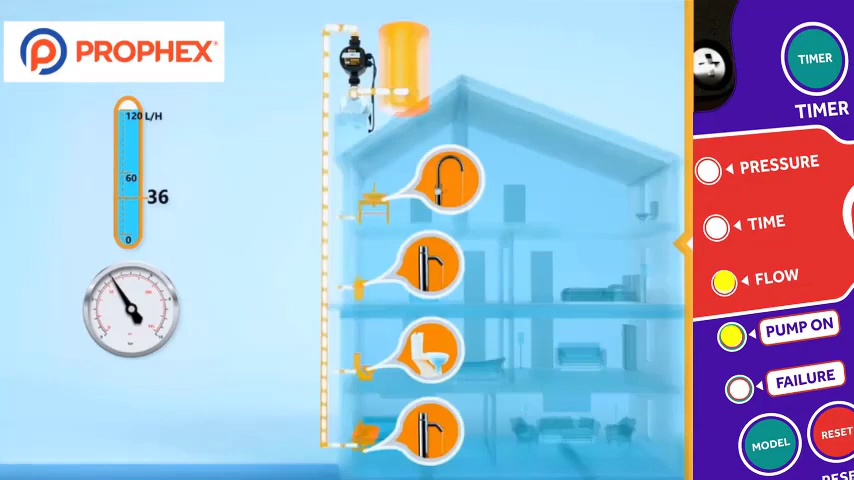 PROPHEX®
120 L/H
60
36
0
TIMER
TIMER
PRESSURE
TIME
FLOW
PUMP ON
FAILURE
MODEL
RESET